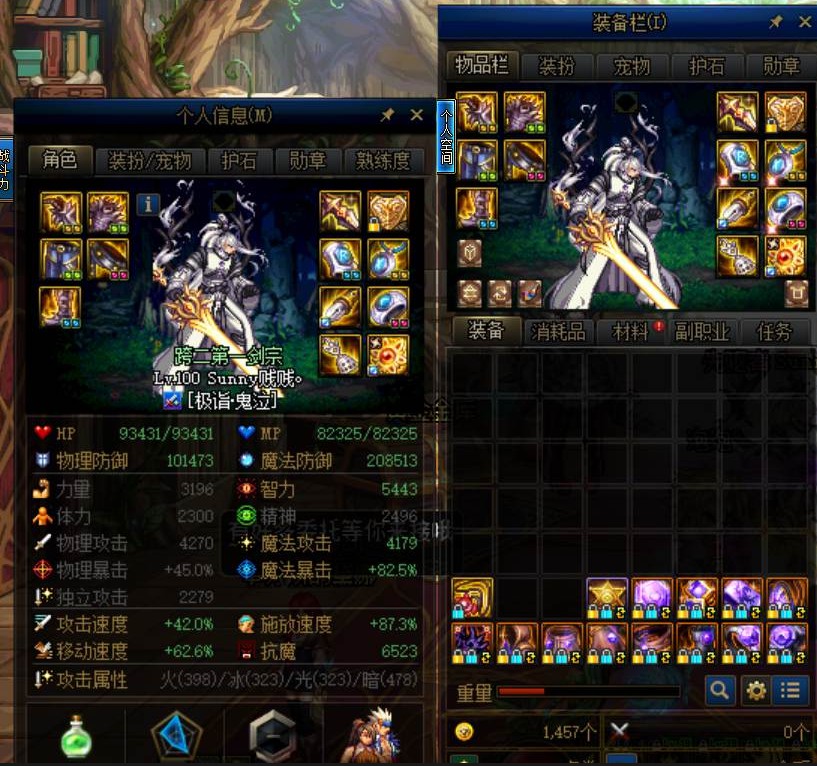 装备栏(I)
物品栏 装扮 宠物 护石 勋章
个人空间
个人信息(M)
战斗力
角色 装扮/宠物 护石 勋章 熟练度
跨二第一剑宗
Lv.100 Sunny贱贱。
[极诣·鬼泣]
装备 消耗品 材料 副职业 任务
HP 93431/93431 MP 82325/82325
物理防御 101473 魔法防御 208513
力量 3196 智力 5443
体力 2300 精神 2496
物理攻击 4270 魔法攻击 4179
物理暴击 +45.0% 魔法暴击 +82.5%
独立攻击 2279
攻击速度 +42.0% 施放速度 +87.3%
移动速度 +62.6% 抗魔 6523
攻击属性 火(398)/冰(323)/光(323)/暗(478)
重量
1,457个 0个